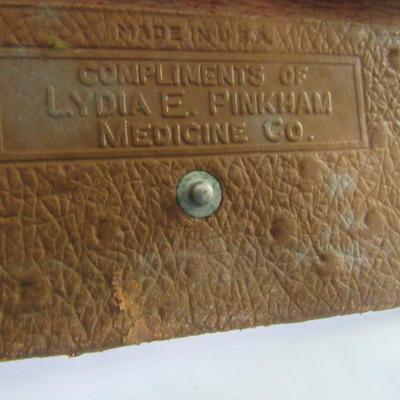 MADE IN U.S.A.
COMPLIMENTS OF
LYDIA E. PINKHAM
MEDICINE CO.